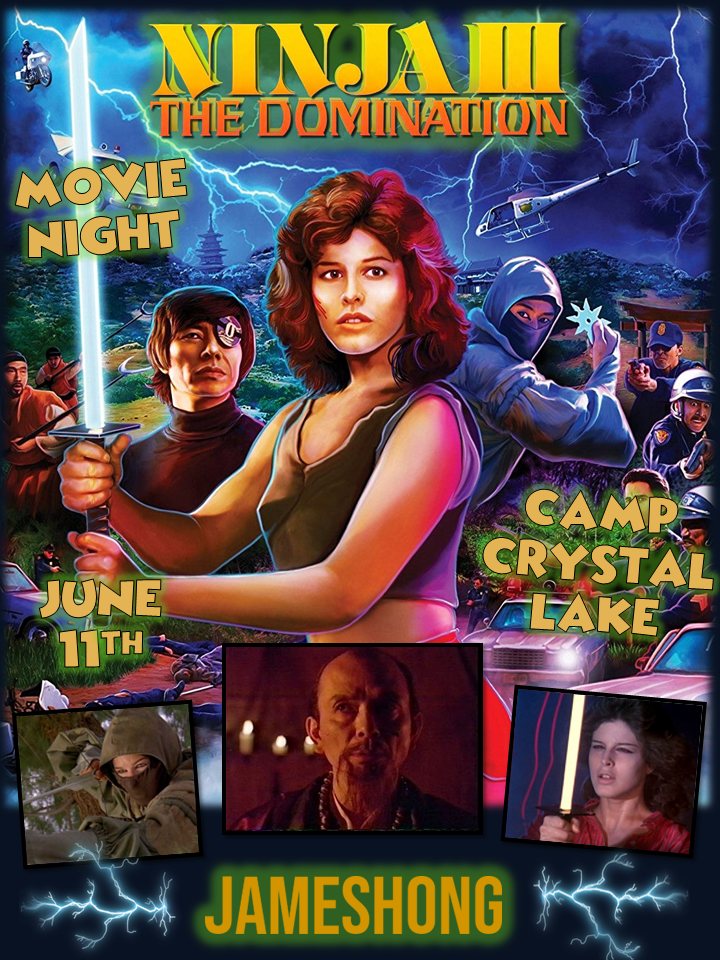 NINJA III
THE DOMINATION
MOVIE
NIGHT
CAMP
CRYSTAL
LAKE
JUNE
11TH
JAMESHONG